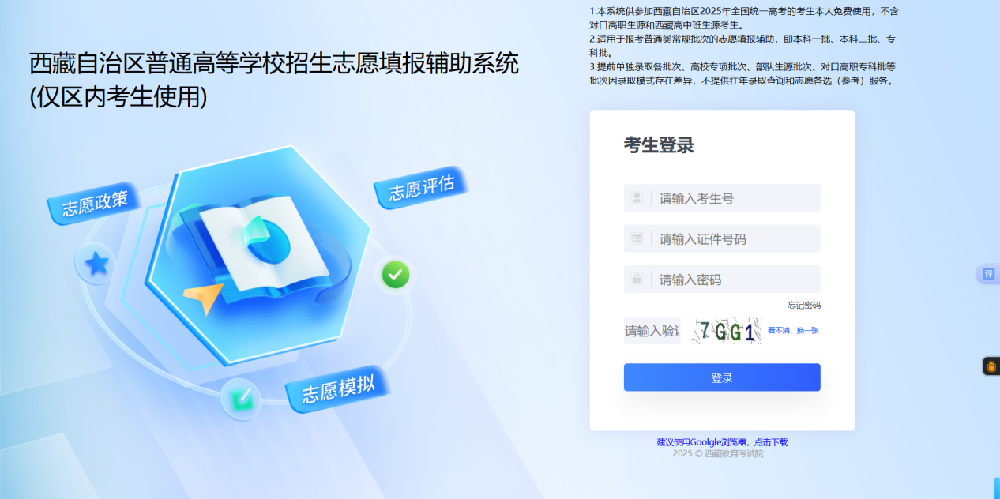 西藏自治区普通高等学校招生志愿填报辅助系统
(仅区内考生使用)
志愿政策
志愿评估
志愿模拟
1.本系统供参加西藏自治区2025年全国统一高考的考生本人免费使用，不含
对口高职生源和西藏高中班生源考生。
2.适用于报考普通类常规批次的志愿填报辅助，即本科一批、本科二批、专
科批。
3.提前单独录取各批次、高校专项批次、部队生源批次、对口高职专科批等
批次因录取模式存在差异，不提供往年录取查询和志愿备选（参考）服务。
考生登录
请输入考生号
请输入证件号码
请输入密码
忘记密码
请输入验证
7GG1
看不清，换一张
登录
建议使用Goolgle浏览器，点击下载
2025 © 西藏教育考试院
译